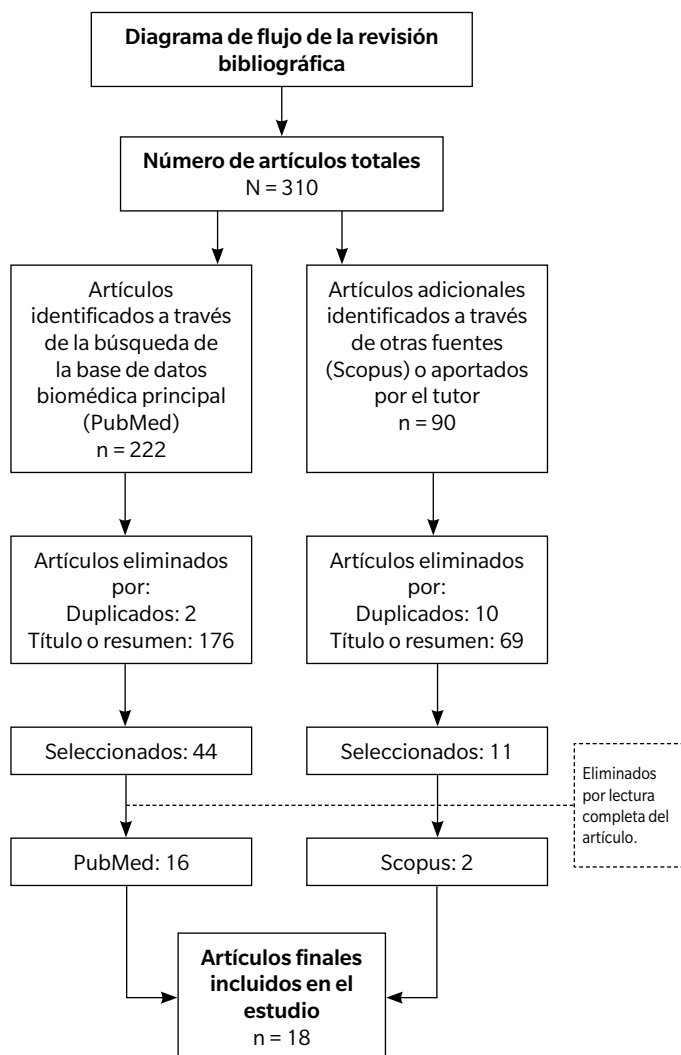 Diagrama de flujo de la revisión
bibliográfica
Número de artículos totales
N = 310
Artículos
identificados a través
de la búsqueda de
la base de datos
biomédica principal
(PubMed)
n = 222
Artículos adicionales
identificados a través
de otras fuentes
(Scopus) o aportados
por el tutor
n = 90
Artículos eliminados
por:
Duplicados: 2
Título o resumen: 176
Artículos eliminados
por:
Duplicados: 10
Título o resumen: 69
Seleccionados: 44
Seleccionados: 11
Eliminados
por lectura
completa del
artículo.
PubMed: 16
Scopus: 2
Artículos finales
incluidos en el
estudio
n = 18